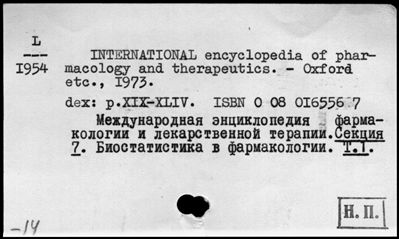 L
1954
INTERNATIONAL encyclopedia of phar-
macology and therapeutics. - Oxford
etc., 1973.
dex: p.XIX-XLIV. ISBN 0 08 016556 7
Международная энциклопедия фарма-
кологии и лекарственной терапии.Секция
7. Биостатистика в фармакологии. Т.1.
-14
Н.П.